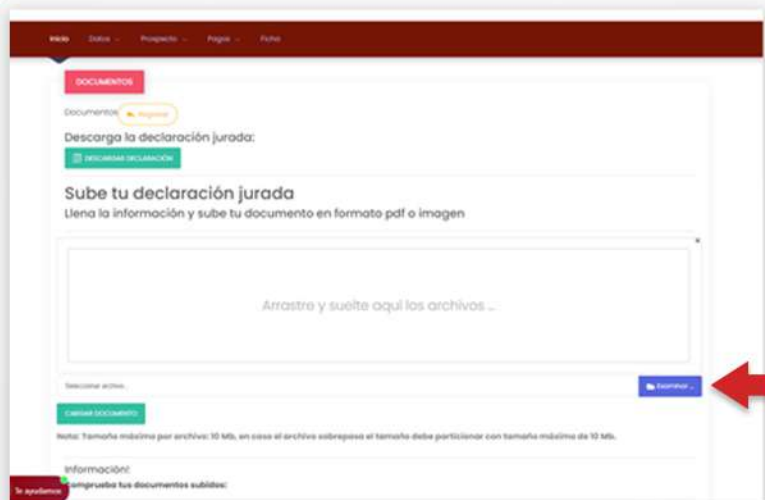 Inicio Datos Prospecto Pagos Ficha
DOCUMENTOS
Documentos Regresar
Descarga la declaración jurada:
DESCARGAR DECLARACIÓN
Sube tu declaración jurada
Llena la información y sube tu documento en formato pdf o imagen
×
Arrastre y suelte aquí los archivos ...
Seleccionar archivo...
Examinar ...
CARGAR DOCUMENTO
Nota: Tamaño máximo por archivo: 10 Mb, en caso el archivo sobrepasa el tamaño debe particionar con tamaño máximo de 10 Mb.
Información!
Te ayudamos
Comprueba tus documentos subidos: